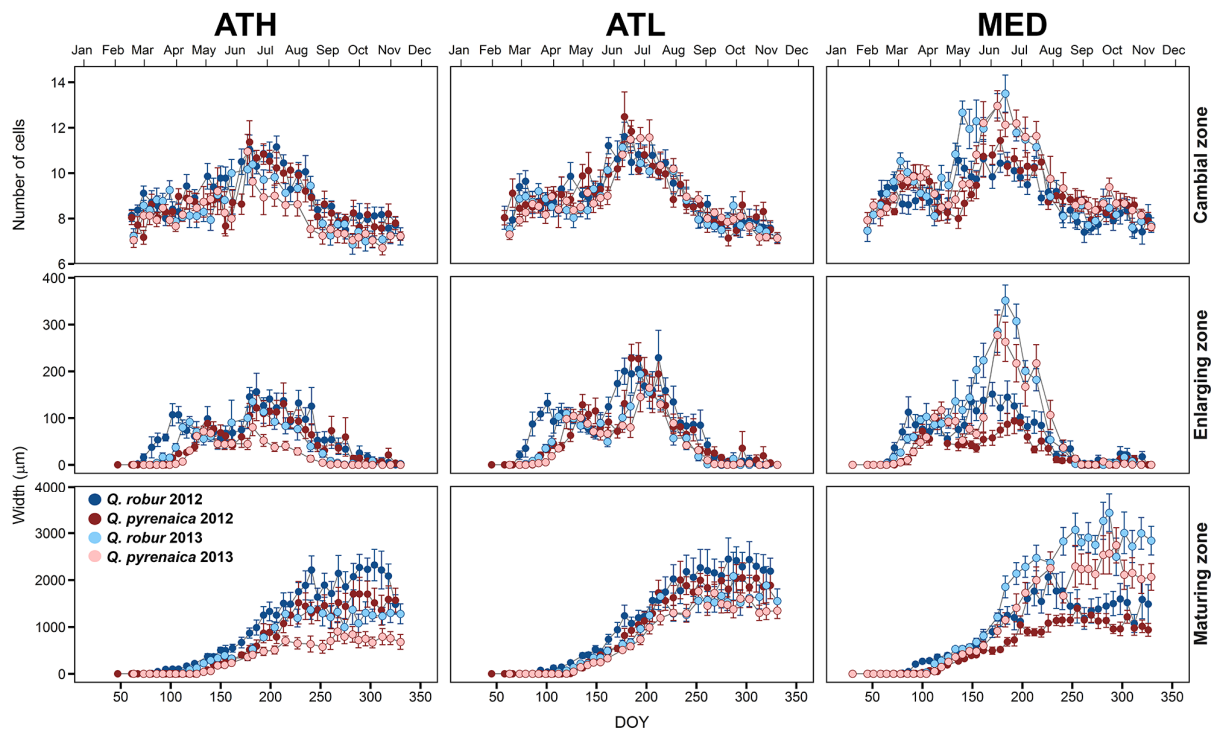 ATH ATL MED
Jan Feb Mar Apr May Jun Jul Aug Sep Oct Nov Dec Jan Feb Mar Apr May Jun Jul Aug Sep Oct Nov Dec Jan Feb Mar Apr May Jun Jul Aug Sep Oct Nov Dec
Number of cells
14
12
10
8
6
Cambial zone
Width (µm)
400
300
200
100
0
Enlarging zone
4000
3000
2000
1000
0
Q. robur 2012
Q. pyrenaica 2012
Q. robur 2013
Q. pyrenaica 2013
Maturing zone
50 100 150 200 250 300 350 50 100 150 200 250 300 350 50 100 150 200 250 300 350
DOY